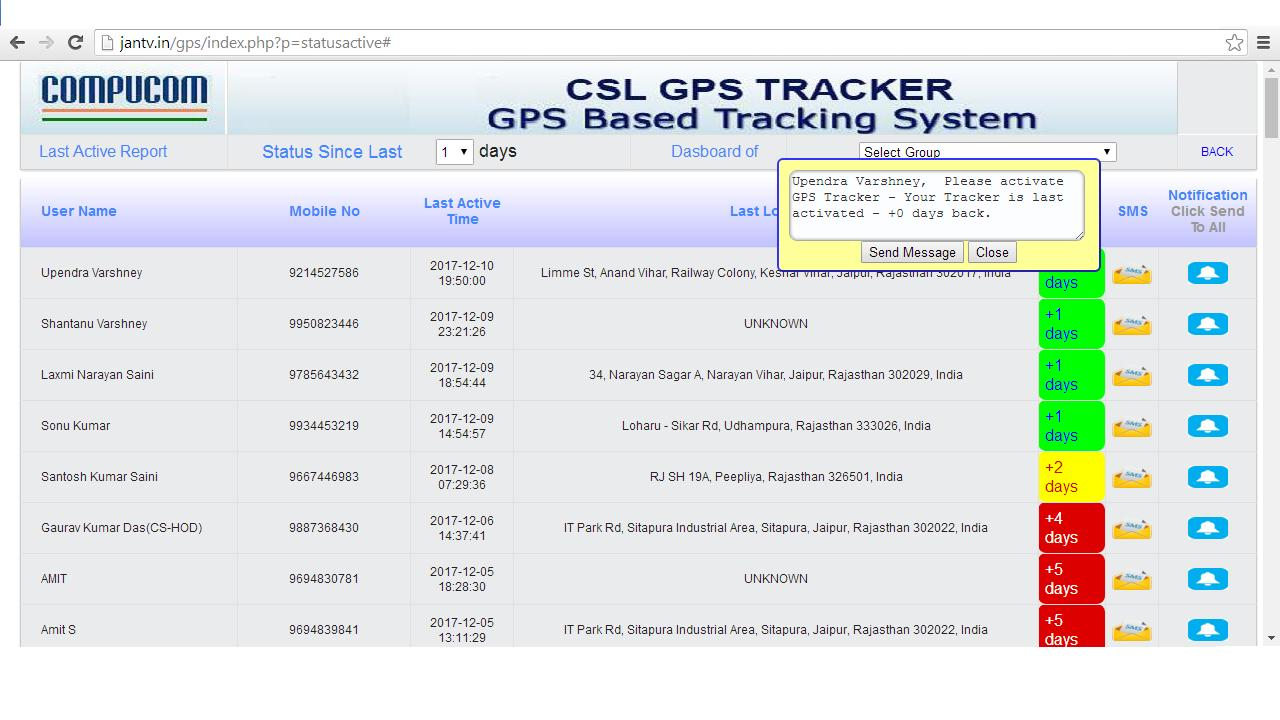 jantv.in/gps/index.php?p=statusactive#
COMPUCOM
CSL GPS TRACKER
GPS Based Tracking System
Last Active Report Status Since Last 1 days Dasboard of Select Group BACK
User Name Mobile No Last Active Time Last Lo SMS Notification Click Send To All
Upendra Varshney, Please activate
GPS Tracker - Your Tracker is last
activated - +0 days back.
Send Message Close
Upendra Varshney 9214527586 2017-12-10 19:50:00 Limme St, Anand Vihar, Railway Colony, Keshar Vihar, Jaipur, Rajasthan 302017, India days
Shantanu Varshney 9950823446 2017-12-09 23:21:26 UNKNOWN +1 days SMS
Laxmi Narayan Saini 9785643432 2017-12-09 18:54:44 34, Narayan Sagar A, Narayan Vihar, Jaipur, Rajasthan 302029, India +1 days SMS
Sonu Kumar 9934453213 2017-12-09 14:54:57 Loharu - Sikar Rd, Udhampura, Rajasthan 333026, India +1 days SMS
Santosh Kumar Saini 9667446983 2017-12-08 07:29:36 RJ SH 19A, Peepliya, Rajasthan 326501, India +2 days SMS
Gaurav Kumar Das(CS-HOD) 9887368414 2017-12-06 14:37:41 IT Park Rd, Sitapura Industrial Area, Sitapura, Jaipur, Rajasthan 302022, India +4 days SMS
AMIT 9694830781 2017-12-05 18:28:30 UNKNOWN +5 days SMS
Amit S 9694839841 2017-12-05 13:11:29 IT Park Rd, Sitapura Industrial Area, Sitapura, Jaipur, Rajasthan 302022, India +5 days SMS